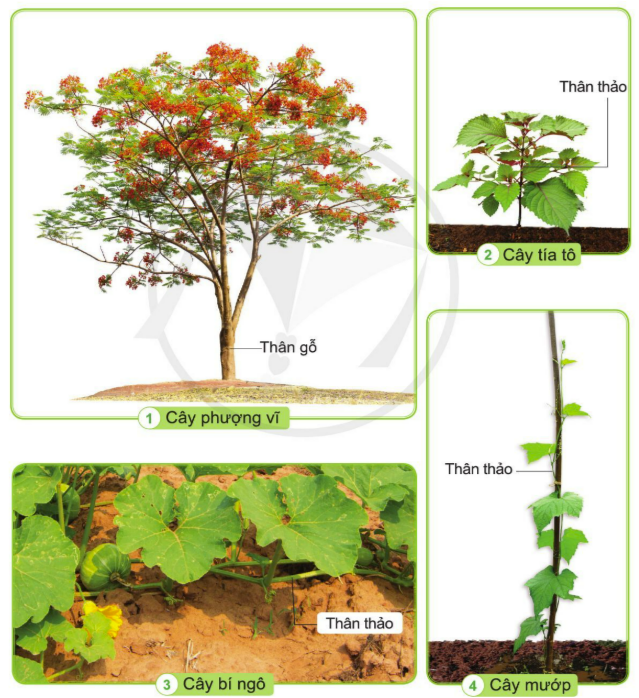 Thân gỗ
1 Cây phượng vĩ
Thân thảo
2 Cây tía tô
Thân thảo
3 Cây bí ngô
Thân thảo
4 Cây mướp